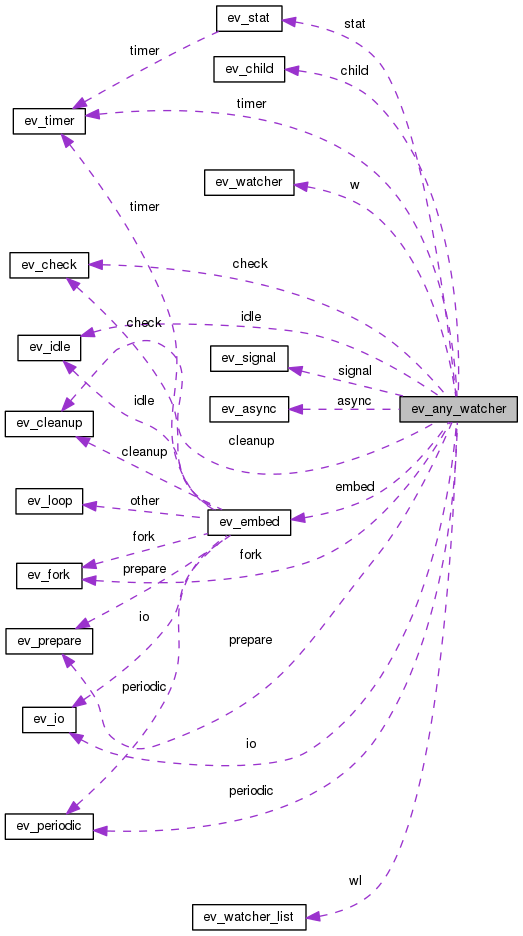 ev_stat
stat
timer
ev_child
child
timer
ev_timer
ev_watcher
w
timer
check
ev_check
idle
check
ev_idle
ev_signal
signal
idle
ev_async
async
ev_any_watcher
ev_cleanup
cleanup
cleanup
embed
ev_loop
other
ev_embed
fork
fork
ev_fork
prepare
io
ev_prepare
prepare
periodic
ev_io
io
periodic
ev_periodic
wl
ev_watcher_list